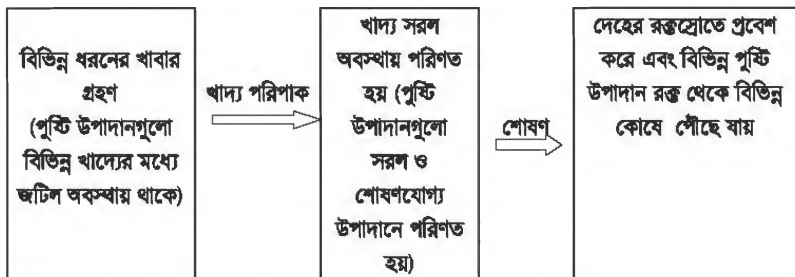 বিভিন্ন ধরনের খাবার
গ্রহণ
(পুষ্টি উপাদানগুলো
বিভিন্ন খাদ্যের মধ্যে
জটিল অবস্থায় থাকে)
খাদ্য পরিপাক
খাদ্য সরল
অবস্থায় পরিণত
হয় (পুষ্টি
উপাদানগুলো
সরল ও
শোষণযোগ্য
উপাদানে পরিণত
হয়)
শোষণ
দেহের রক্তস্রোতে প্রবেশ
করে এবং বিভিন্ন পুষ্টি
উপাদান রক্ত থেকে বিভিন্ন
কোষে পৌঁছে যায়